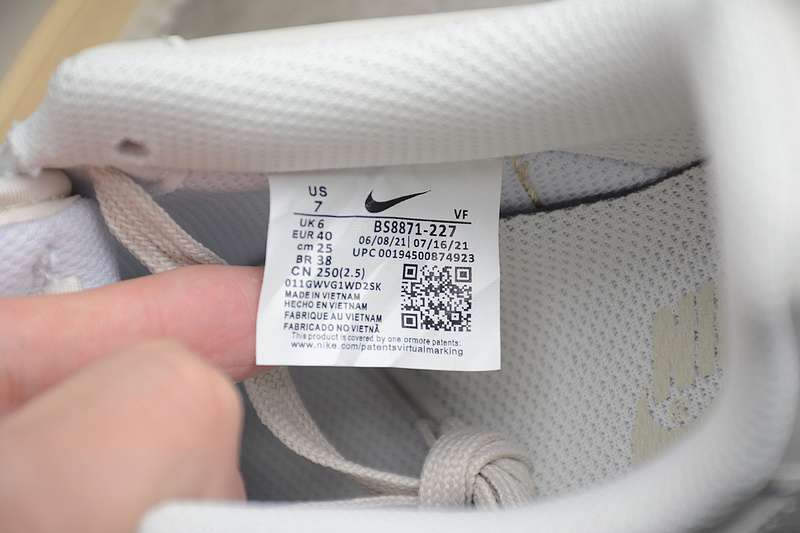 US
7
VF
UK 6
EUR 40
cm 25
BR 38
CN 250(2.5)
BS8871-227
06/08/21 | 07/16/21
UPC 00194500874923
011GWVG1WD2SK
MADE IN VIETNAM
HECHO EN VIETNAM
FABRIQUE AU VIETNAM
FABRICADO NO VIETNÃ
This product is covered by one ormore patents:
www.nike.com/patentsvirtualmarking